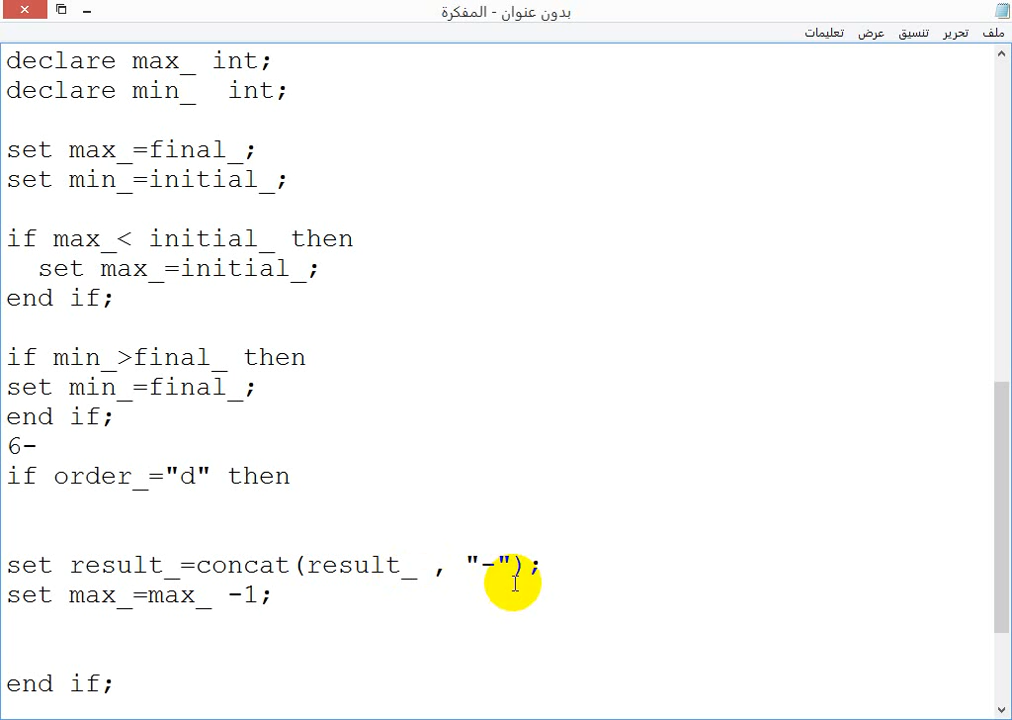 بدون عنوان - المفكرة
ملف تحرير تنسيق عرض تعليمات
declare max_ int;
declare min_  int;
set max_=final_;
set min_=initial_;
if max_< initial_ then
  set max_=initial_;
end if;
if min_>final_ then
set min_=final_;
end if;
6-
if order_="d" then
set result_=concat(result_ , "-");
set max_=max_ -1;
end if;